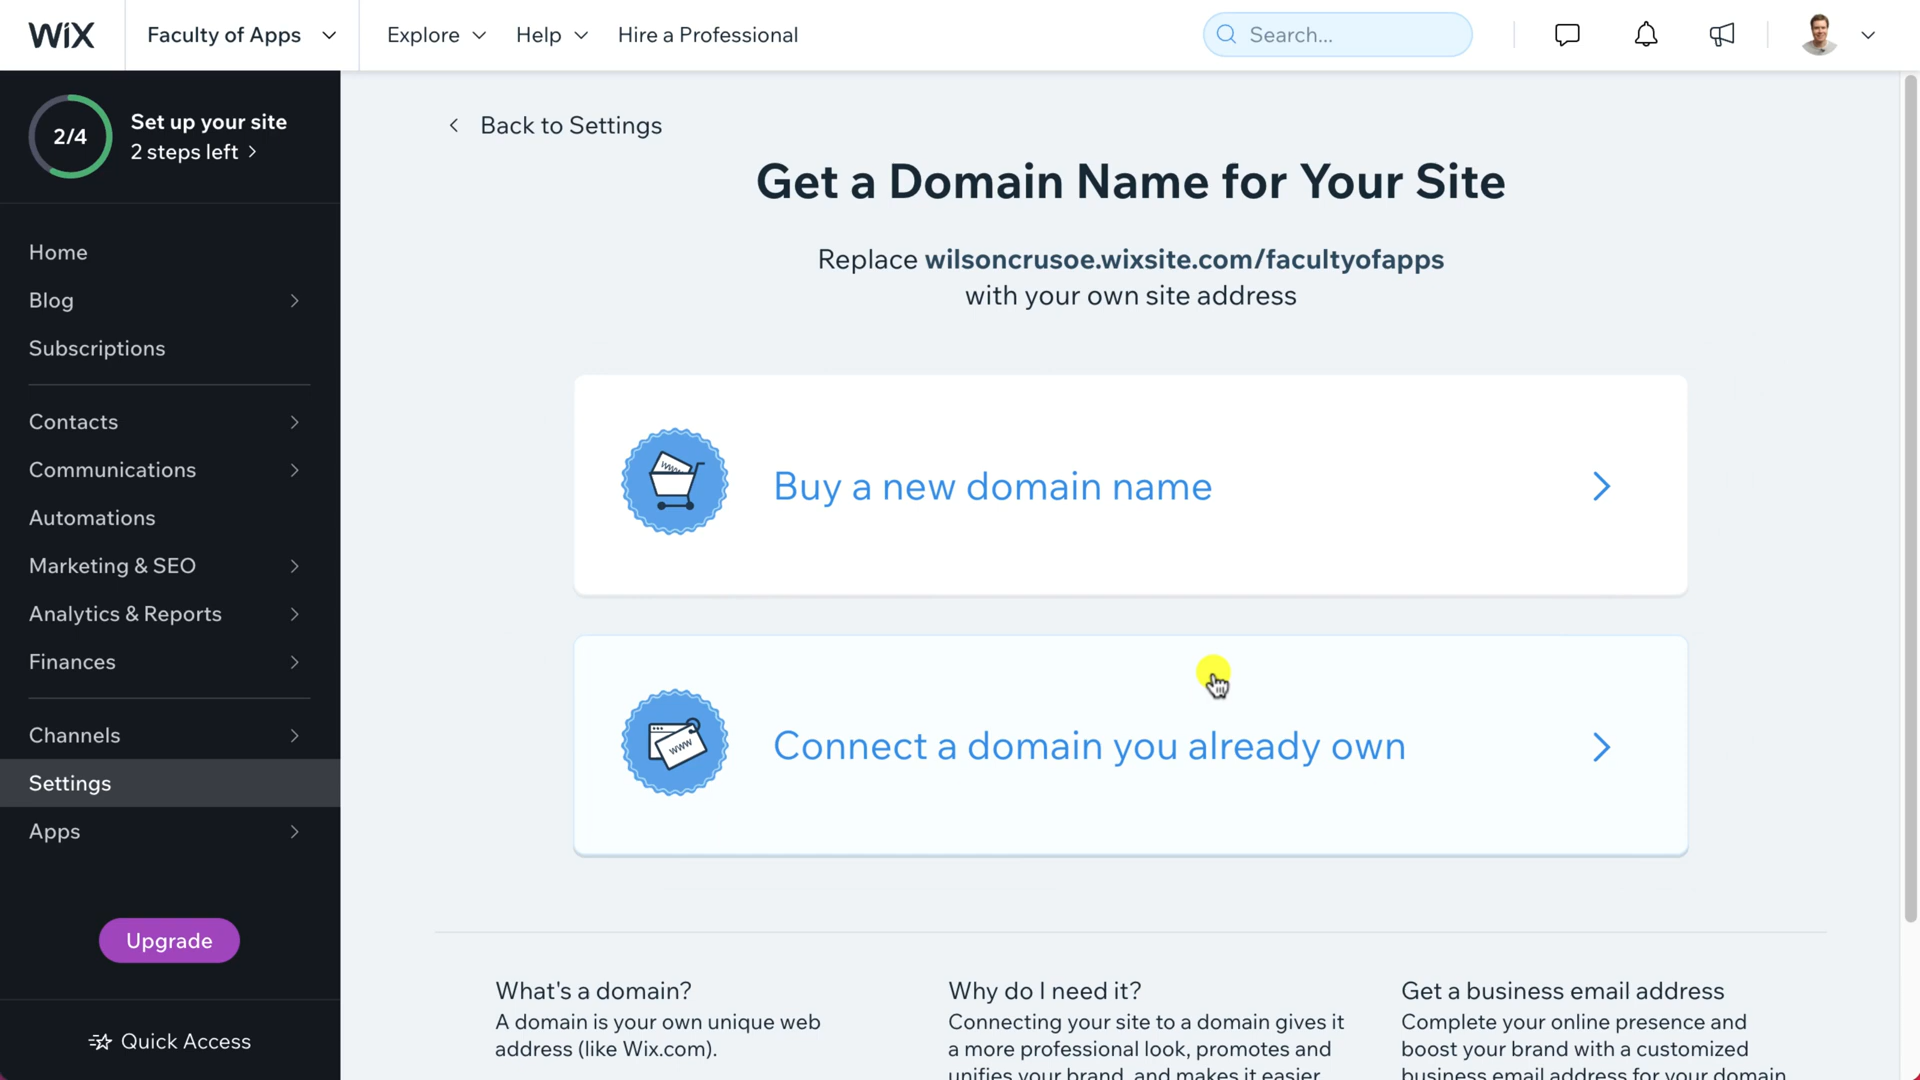 WiX
Faculty of Apps
Explore
Help
Hire a Professional
Search...
2/4
Set up your site
2 steps left
Home
Blog
Subscriptions
Contacts
Communications
Automations
Marketing & SEO
Analytics & Reports
Finances
Channels
Settings
Apps
Upgrade
Quick Access
Back to Settings
Get a Domain Name for Your Site
Replace wilsoncrusoe.wixsite.com/facultyofapps
with your own site address
www
Buy a new domain name
www
Connect a domain you already own
What's a domain?
A domain is your own unique web
address (like Wix.com).
Why do I need it?
Connecting your site to a domain gives it
a more professional look, promotes and
unifies your brand, and makes it easier
Get a business email address
Complete your online presence and
boost your brand with a customized
business email address for your domain